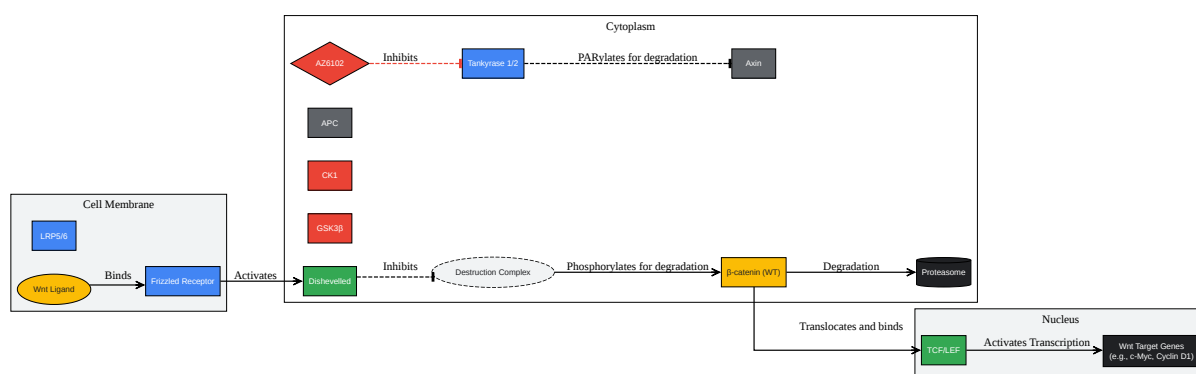 Cytoplasm
AZ6102
Inhibits
Tankyrase 1/2
PARylates for degradation
Axin
APC
CK1
GSK3β
Cell Membrane
LRP5/6
Wnt Ligand
Binds
Frizzled Receptor
Activates
Dishevelled
Inhibits
Destruction Complex
Phosphorylates for degradation
β-catenin (WT)
Degradation
Proteasome
Translocates and binds
Nucleus
TCF/LEF
Activates Transcription
Wnt Target Genes
(e.g., c-Myc, Cyclin D1)